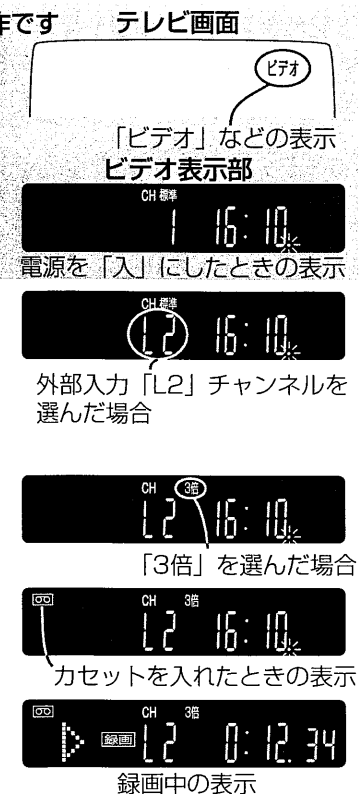 作です テレビ画面
ビデオ
「ビデオ」などの表示
ビデオ表示部
CH 標準
1 16:10
電源を「入」にしたときの表示
CH 標準
L2 16:10
外部入力「L2」チャンネルを
選んだ場合
CH 3倍
L2 16:10
「3倍」を選んだ場合
CH 3倍
L2 16:10
カセットを入れたときの表示
CH 3倍
録画 L2 0:12.34
録画中の表示